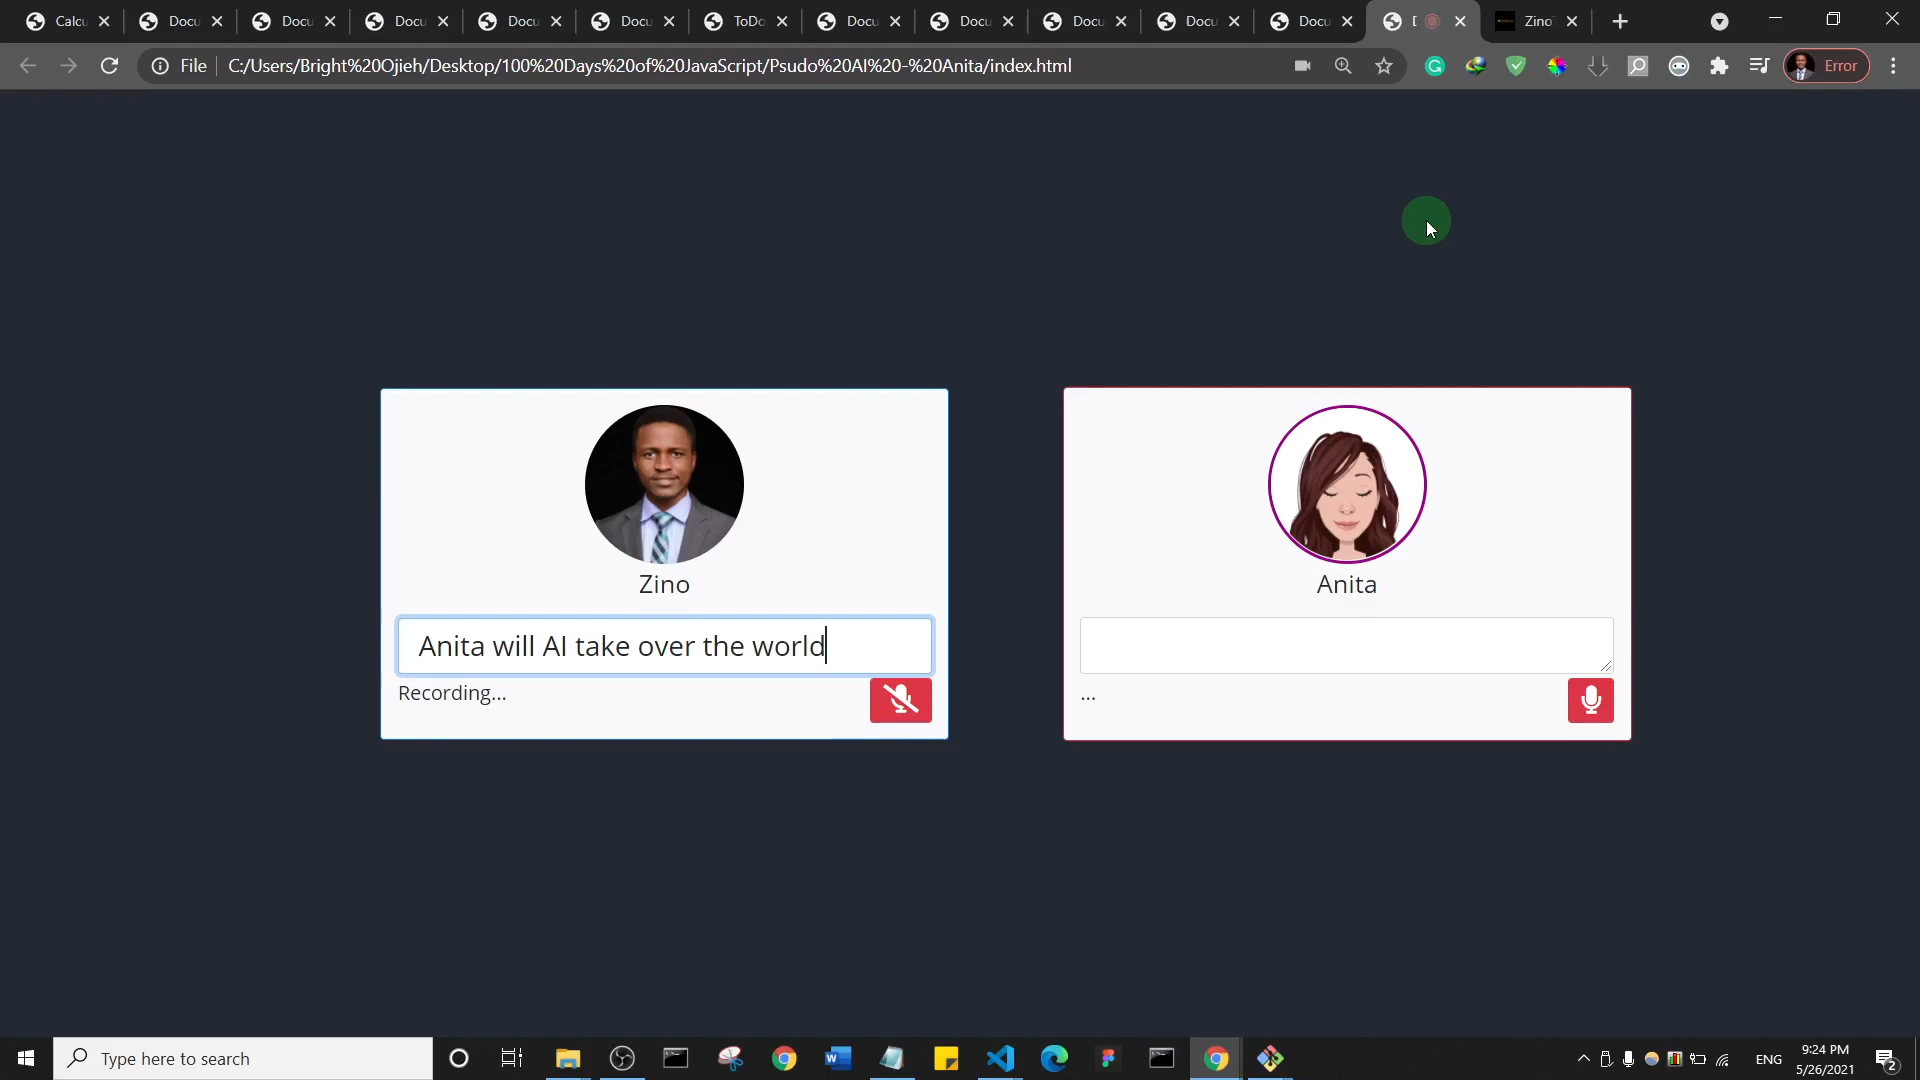 Calcu Docu Docu Docu Docu Docu ToDo Docu Docu Docu Docu Docu D Zino
File C:/Users/Bright%20Ojieh/Desktop/100%20Days%20of%20JavaScript/Psudo%20AI%20-%20Anita/index.html Error
Zino
Anita will AI take over the world
Recording...
Anita
...
Type here to search
ENG
9:24 PM
5/26/2021
2